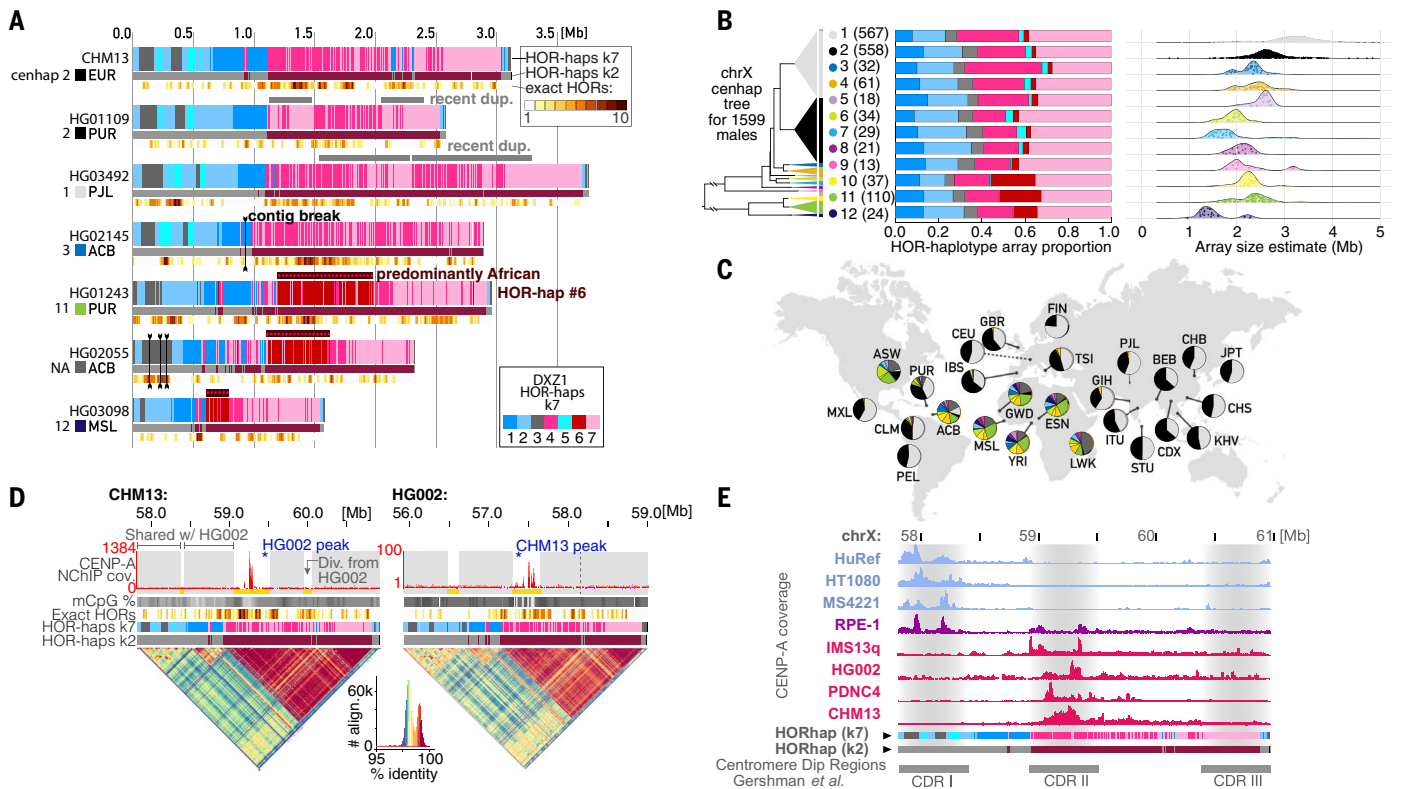 A
0.0 0.5 1.0 1.5 2.0 2.5 3.0 3.5 [Mb]
CHM13
cenhap 2 EUR
HOR-haps k7
HOR-haps k2
exact HORs:
1 10
recent dup.
HG01109
2 PUR
recent dup.
HG03492
1 PJL
contig break
HG02145
3 ACB
predominantly African
HOR-hap #6
HG01243
11 PUR
HG02055
NA ACB
HG03098
12 MSL
DXZ1
HOR-haps
k7
1 2 3 4 5 6 7
B
chrX
cenhap
tree
for 1599
males
1 (567)
2 (558)
3 (32)
4 (61)
5 (18)
6 (34)
7 (29)
8 (21)
9 (13)
10 (37)
11 (110)
12 (24)
0.0 0.2 0.4 0.6 0.8 1.0
HOR-haplotype array proportion
0 1 2 3 4 5
Array size estimate (Mb)
C
FIN
GBR
CEU
TSI
IBS
ASW
PUR
PJL
CHB
BEB
JPT
GIH
MXL
CLM
ACB
GWD
ESN
CHS
MSL
YRI
LWK
ITU
STU
CDX
KHV
PEL
D
CHM13:
58.0 59.0 60.0 [Mb]
Shared w/ HG002
HG002 peak
*
1384
CENP-A
NChIP cov.
0
Div. from
HG002
mCpG %
Exact HORs
HOR-haps k7
HOR-haps k2
HG002:
56.0 57.0 58.0 59.0 [Mb]
CHM13 peak
*
100
1
60k
0
# align.
95 100
% identity
E
chrX: 58 59 60 61 [Mb]
CENP-A coverage
HuRef
HT1080
MS4221
RPE-1
IMS13q
HG002
PDNC4
CHM13
HORhap (k7)
HORhap (k2)
Centromere Dip Regions
Gershman et al.
CDR I CDR II CDR III